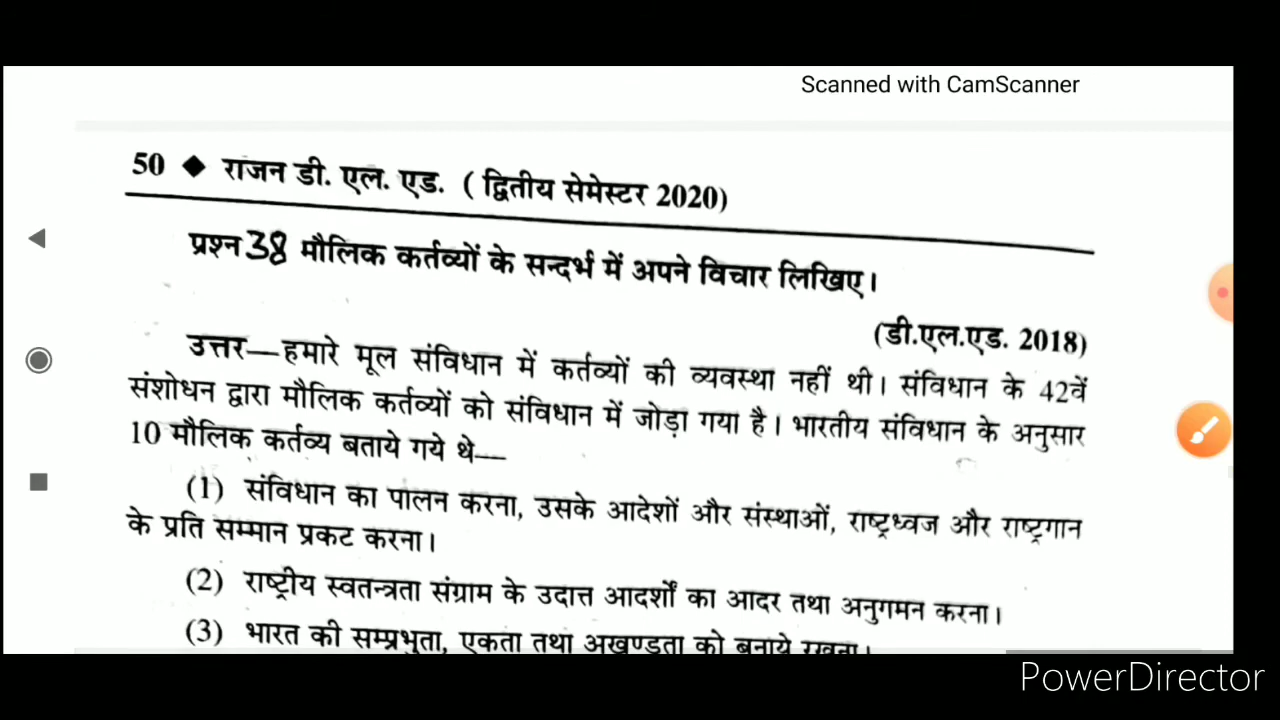 Scanned with CamScanner
50 ◆ राजन डी. एल. एड. ( द्वितीय सेमेस्टर 2020)
प्रश्न 38 मौलिक कर्तव्यों के सन्दर्भ में अपने विचार लिखिए।
(डी.एल.एड. 2018)
उत्तर—हमारे मूल संविधान में कर्तव्यों की व्यवस्था नहीं थी। संविधान के 42वें
संशोधन द्वारा मौलिक कर्तव्यों को संविधान में जोड़ा गया है। भारतीय संविधान के अनुसार
10 मौलिक कर्तव्य बताये गये थे—
(1) संविधान का पालन करना, उसके आदेशों और संस्थाओं, राष्ट्रध्वज और राष्ट्रगान
के प्रति सम्मान प्रकट करना।
(2) राष्ट्रीय स्वतन्त्रता संग्राम के उदात्त आदर्शों का आदर तथा अनुगमन करना।
(3) भारत की सम्प्रभुता, एकता तथा अखण्डता को बनाये रखना।
PowerDirector